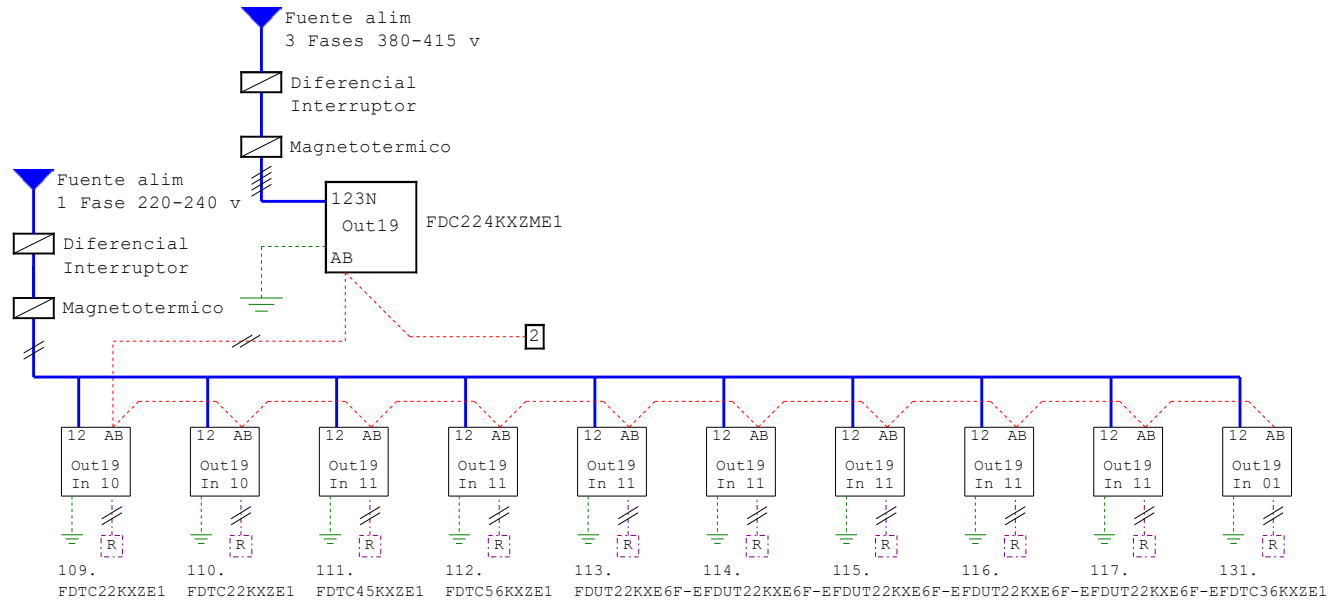 Fuente alim
3 Fases 380-415 v
Diferencial
Interruptor
Magnetotermico
Fuente alim
1 Fase 220-240 v
123N
Out19
AB
FDC224KXZME1
Diferencial
Interruptor
Magnetotermico
2
12 AB 12 AB 12 AB 12 AB 12 AB 12 AB 12 AB 12 AB 12 AB 12 AB
Out19 Out19 Out19 Out19 Out19 Out19 Out19 Out19 Out19 Out19
In 10 In 10 In 11 In 11 In 11 In 11 In 11 In 11 In 11 In 01
R R R R R R R R R R
109. 110. 111. 112. 113. 114. 115. 116. 117. 131.
FDTC22KXZE1 FDTC22KXZE1 FDTC45KXZE1 FDTC56KXZE1 FDUT22KXE6F-EFDUT22KXE6F-EFDUT22KXE6F-EFDUT22KXE6F-EFDUT22KXE6F-EFDTC36KXZE1